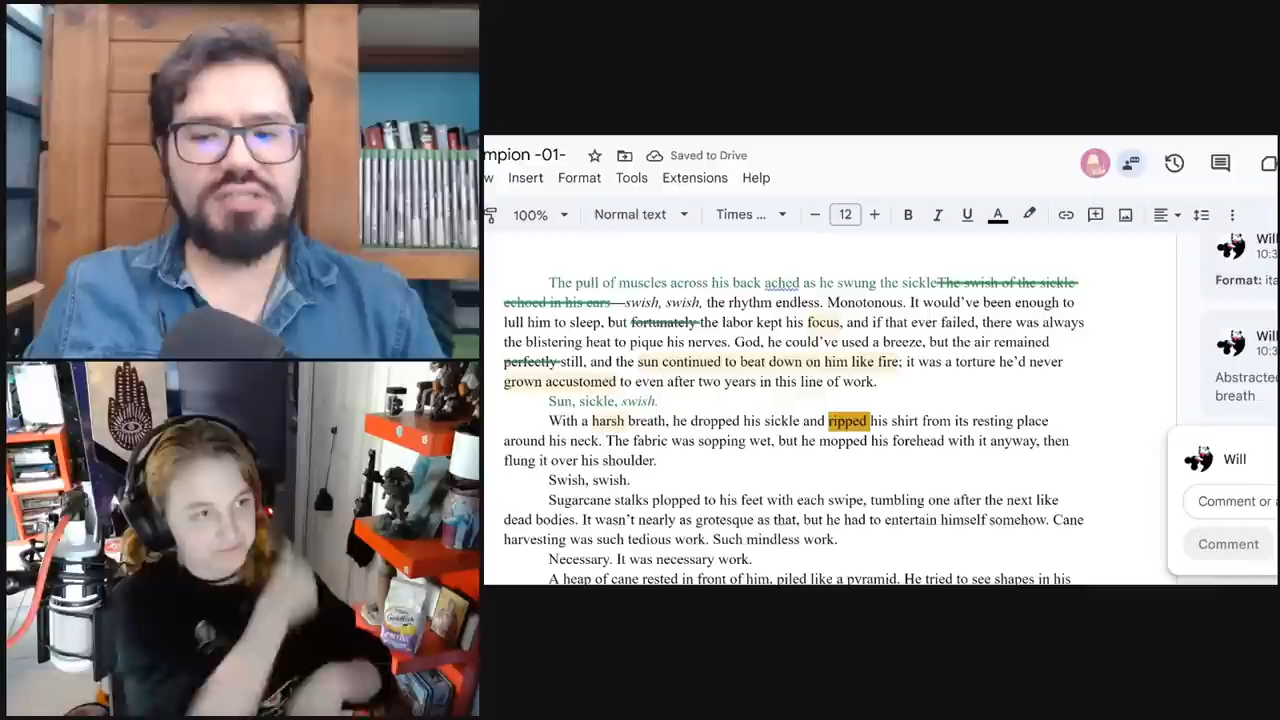 mpion -01-
Saved to Drive
w Insert Format Tools Extensions Help
100% Normal text Times ... 12 B I U A
The pull of muscles across his back ached as he swung the sickleThe swish of the sickle
echoed in his ears—swish, swish, the rhythm endless. Monotonous. It would've been enough to
lull him to sleep, but fortunately the labor kept his focus, and if that ever failed, there was always
the blistering heat to pique his nerves. God, he could've used a breeze, but the air remained
perfectly still, and the sun continued to beat down on him like fire; it was a torture he'd never
grown accustomed to even after two years in this line of work.
Sun, sickle, swish.
With a harsh breath, he dropped his sickle and ripped his shirt from its resting place
around his neck. The fabric was sopping wet, but he mopped his forehead with it anyway, then
flung it over his shoulder.
Swish, swish.
Sugarcane stalks plopped to his feet with each swipe, tumbling one after the next like
dead bodies. It wasn't nearly as grotesque as that, but he had to entertain himself somehow. Cane
harvesting was such tedious work. Such mindless work.
Necessary. It was necessary work.
A heap of cane rested in front of him, piled like a pyramid. He tried to see shapes in his
Will
10:3
Format: ita
Will
10:3
Abstracted
breath
Will
Comment or a
Comment
Goldfish